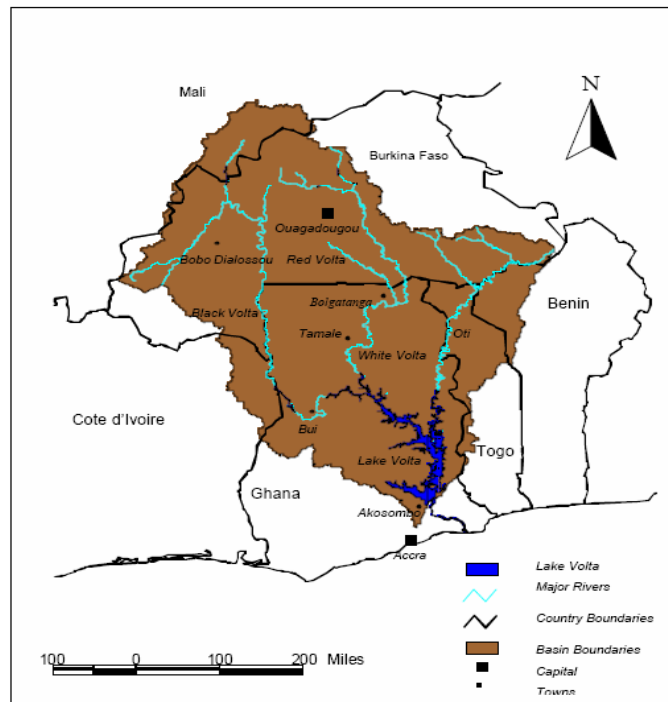 N
Mali
Burkina Faso
Ouagadougou
Bobo Dialossou
Red Volta
Benin
Bolgatanga
Black Volta
Tamale
Oti
White Volta
Cote d'Ivoire
Bui
Togo
Lake Volta
Ghana
Akosombo
Accra
Lake Volta
Major Rivers
Country Boundaries
Basin Boundaries
Capital
Towns
100 0 100 200 Miles